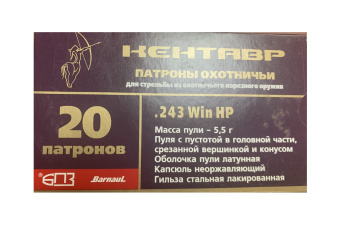 КЕНТАВР
ПАТРОНЫ ОХОТНИЧЬИ
для стрельбы из охотничьего нарезного оружия
20
патронов
БПЗ
Barnaul
.243 Win HP
Масса пули – 5,5 г
Пуля с пустотой в головной части,
срезанной вершинкой и конусом
Оболочка пули латунная
Капсюль неоржавляющий
Гильза стальная лакированная